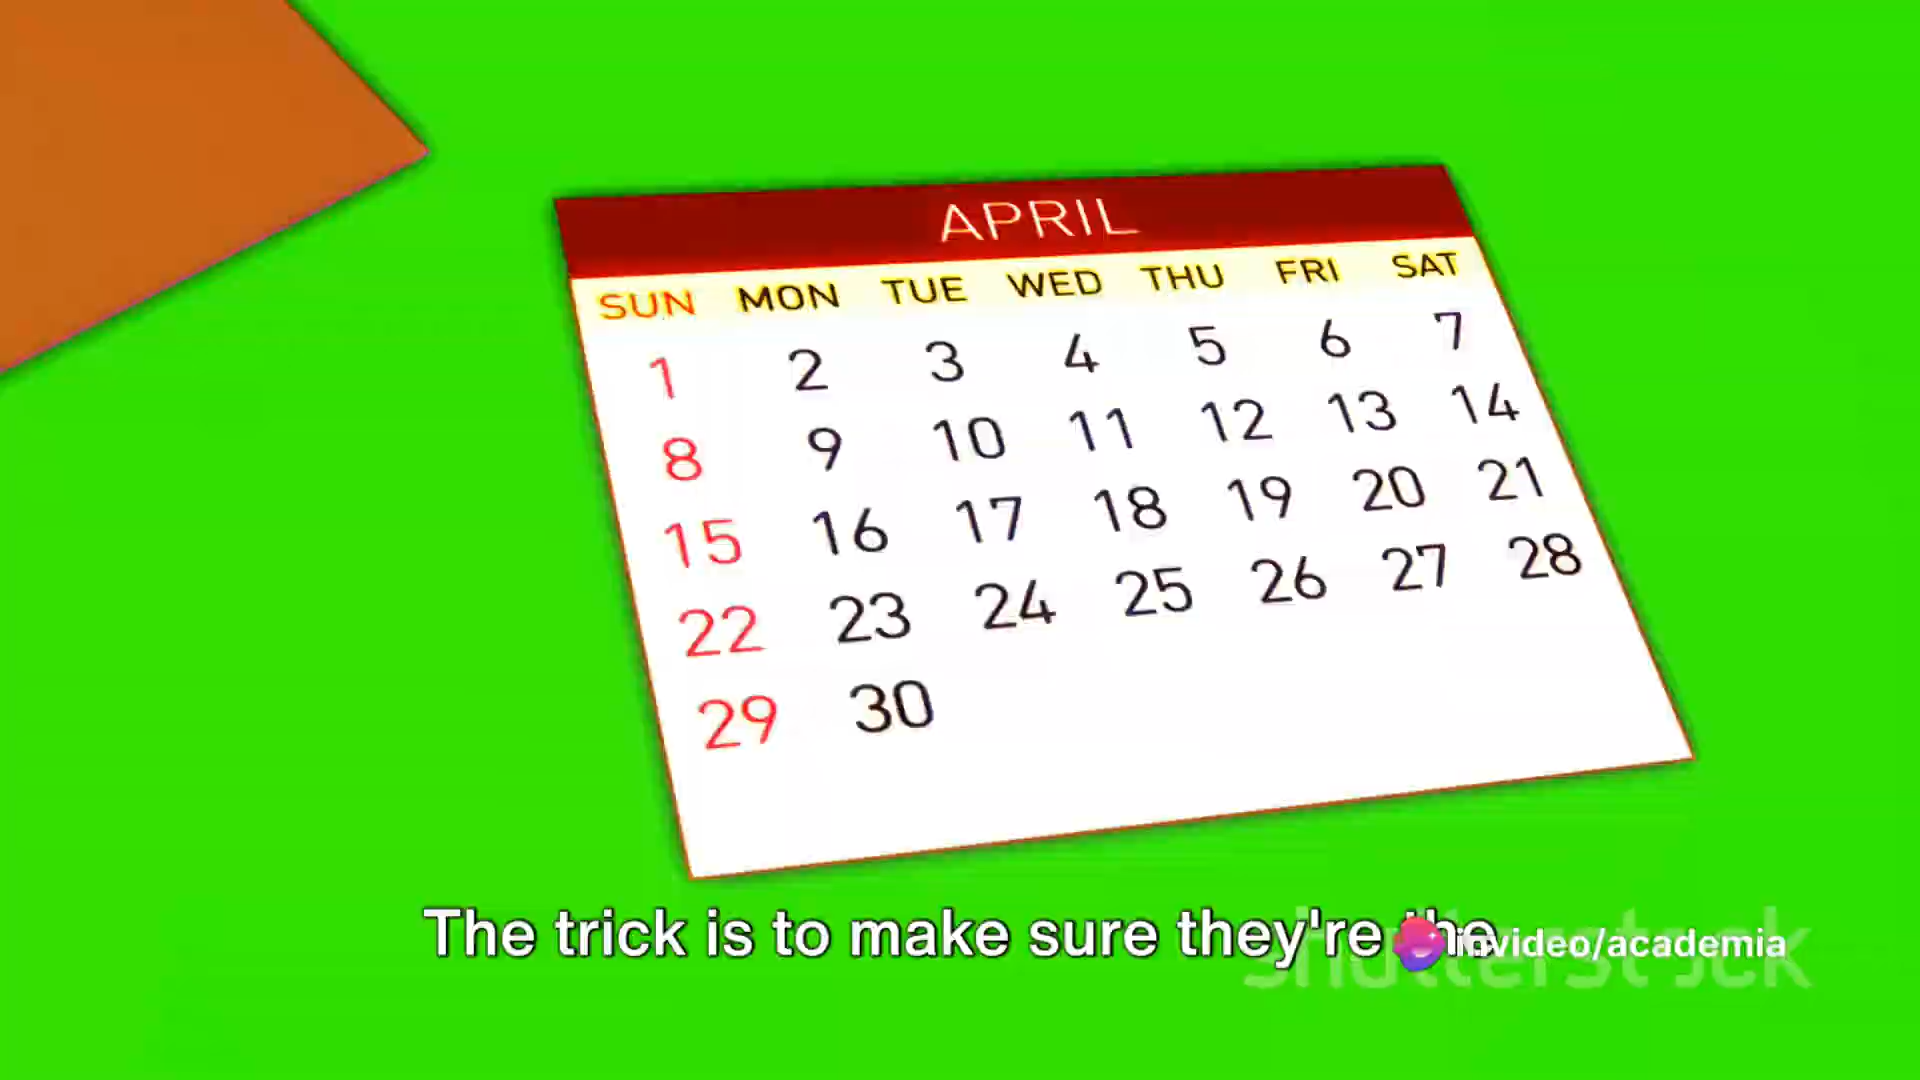 APRIL
SUN MON TUE WED THU FRI SAT
1 2 3 4 5 6 7
8 9 10 11 12 13 14
15 16 17 18 19 20 21
22 23 24 25 26 27 28
29 30
The trick is to make sure they're the
invideo/academia
shutterstock